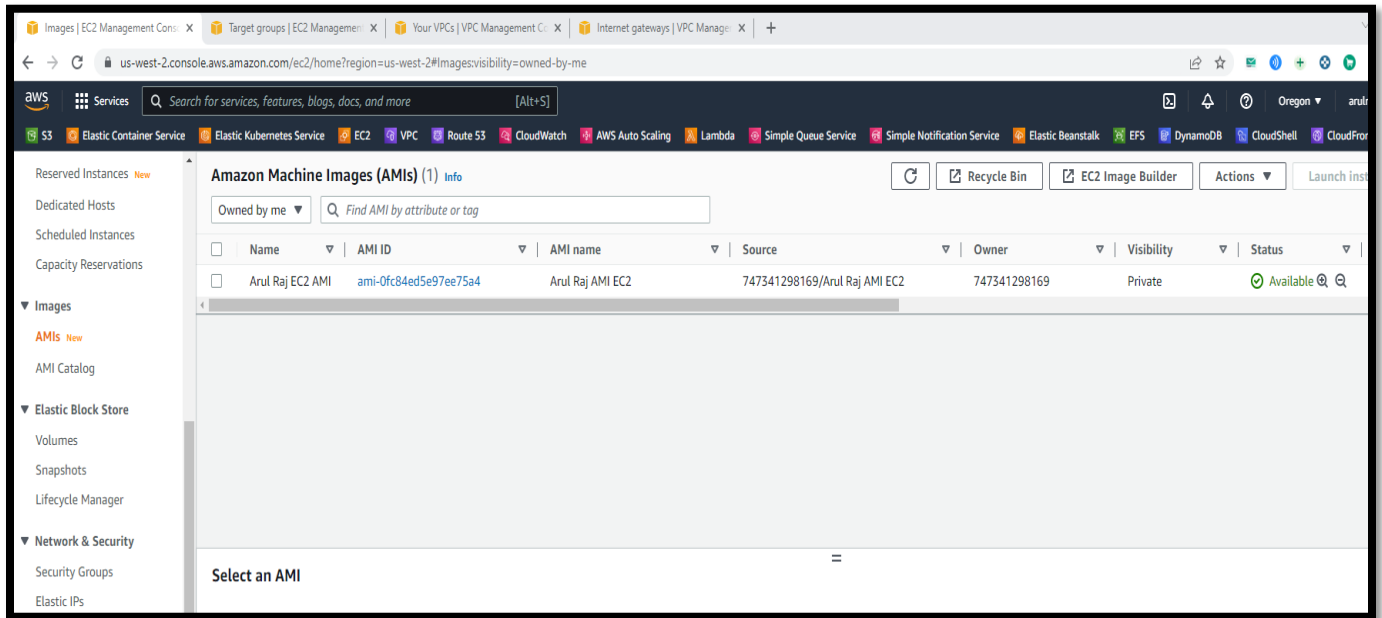 Images | EC2 Management Cons Target groups | EC2 Management Your VPCs | VPC Management Co Internet gateways | VPC Manage
us-west-2.console.aws.amazon.com/ec2/home?region=us-west-2#Images:visibility=owned-by-me
aws Services Search for services, features, blogs, docs, and more [Alt+S] Oregon ▼ arulr
S3 Elastic Container Service Elastic Kubernetes Service EC2 VPC Route 53 CloudWatch AWS Auto Scaling Lambda Simple Queue Service Simple Notification Service Elastic Beanstalk EFS DynamoDB CloudShell CloudFror
Reserved Instances New
Dedicated Hosts
Scheduled Instances
Capacity Reservations
▼ Images
AMIs New
AMI Catalog
▼ Elastic Block Store
Volumes
Snapshots
Lifecycle Manager
▼ Network & Security
Security Groups
Elastic IPs
Amazon Machine Images (AMIs) (1) Info Recycle Bin EC2 Image Builder Actions ▼ Launch inst
Owned by me ▼ Find AMI by attribute or tag
Name AMI ID AMI name Source Owner Visibility Status
Arul Raj EC2 AMI ami-0fc84ed5e97ee75a4 Arul Raj AMI EC2 747341298169/Arul Raj AMI EC2 747341298169 Private Available
Select an AMI